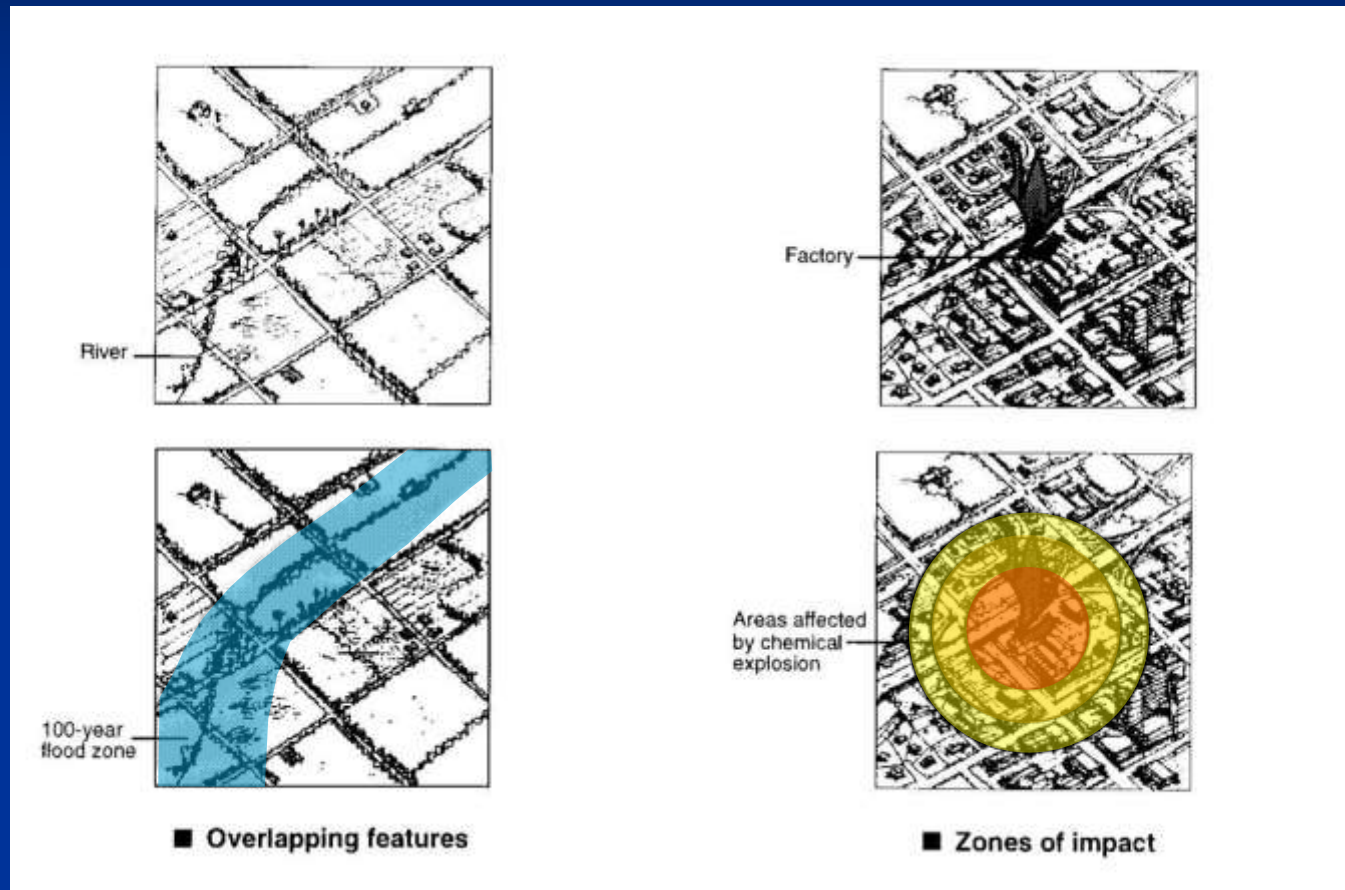 River
100-year
flood zone
■ Overlapping features
Factory
Areas affected
by chemical
explosion
■ Zones of impact